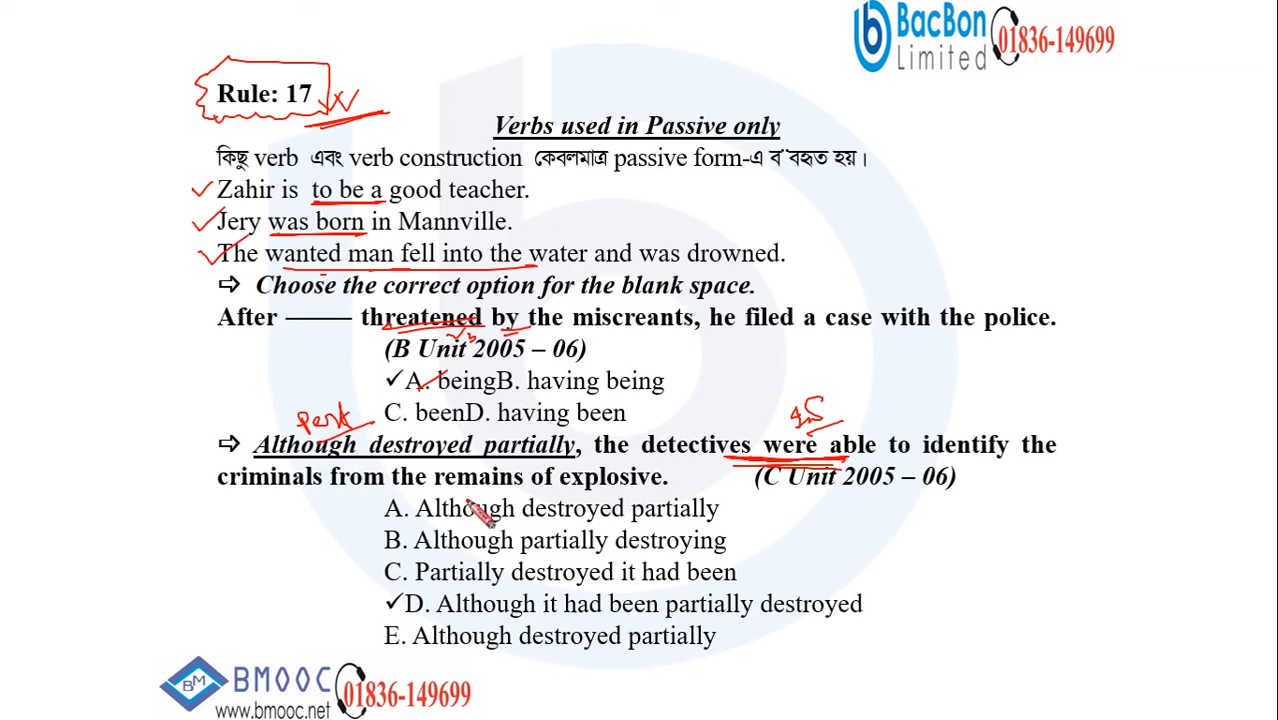 BacBon
Limited
01836-149699
Rule: 17
Verbs used in Passive only
কিছু verb এবং verb construction কেবলমাত্র passive form-এ ব্যবহৃত হয়।
Zahir is to be a good teacher.
Jery was born in Mannville.
The wanted man fell into the water and was drowned.
⇨ Choose the correct option for the blank space.
After ——— threatened by the miscreants, he filed a case with the police.
(B Unit 2005 – 06)
✓A. beingB. having being
C. beenD. having been
⇨ Although destroyed partially, the detectives were able to identify the
criminals from the remains of explosive. (C Unit 2005 – 06)
A. Although destroyed partially
B. Although partially destroying
C. Partially destroyed it had been
✓D. Although it had been partially destroyed
E. Although destroyed partially
BM BMOOC
www.bmooc.net
01836-149699